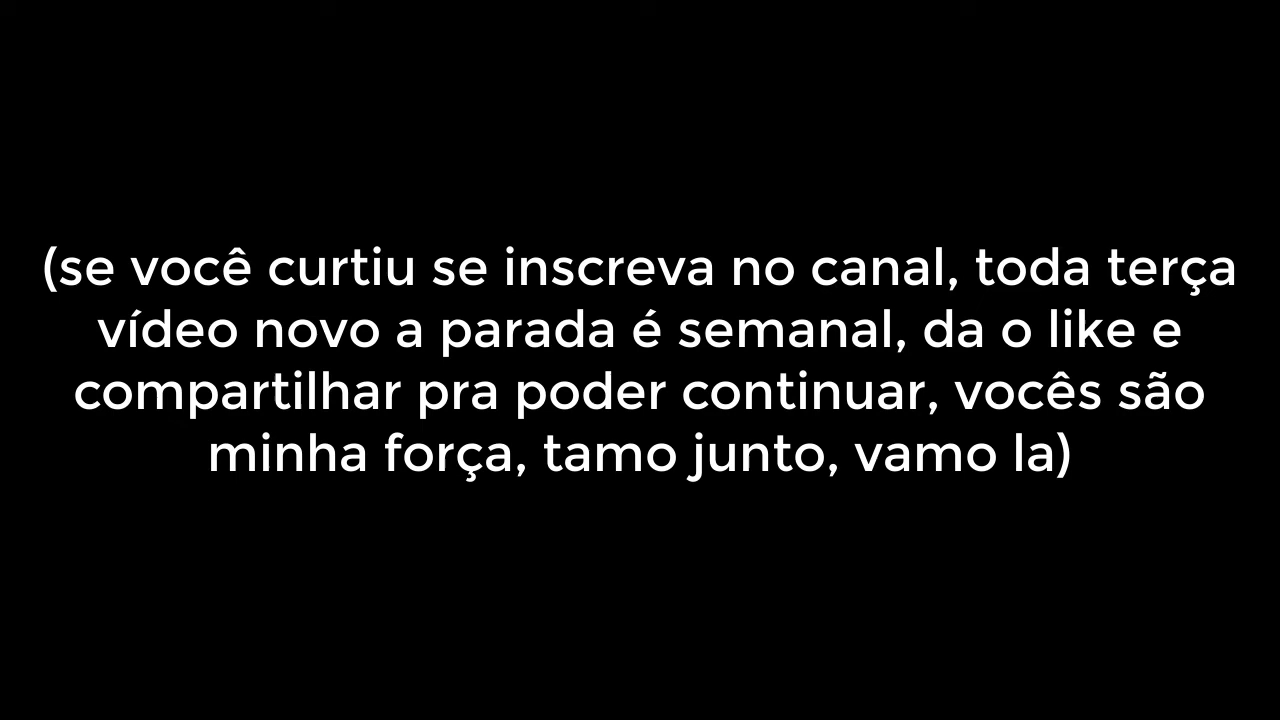 (se você curtiu se inscreva no canal, toda terça
vídeo novo a parada é semanal, da o like e
compartilhar pra poder continuar, vocês são
minha força, tamo junto, vamo la)